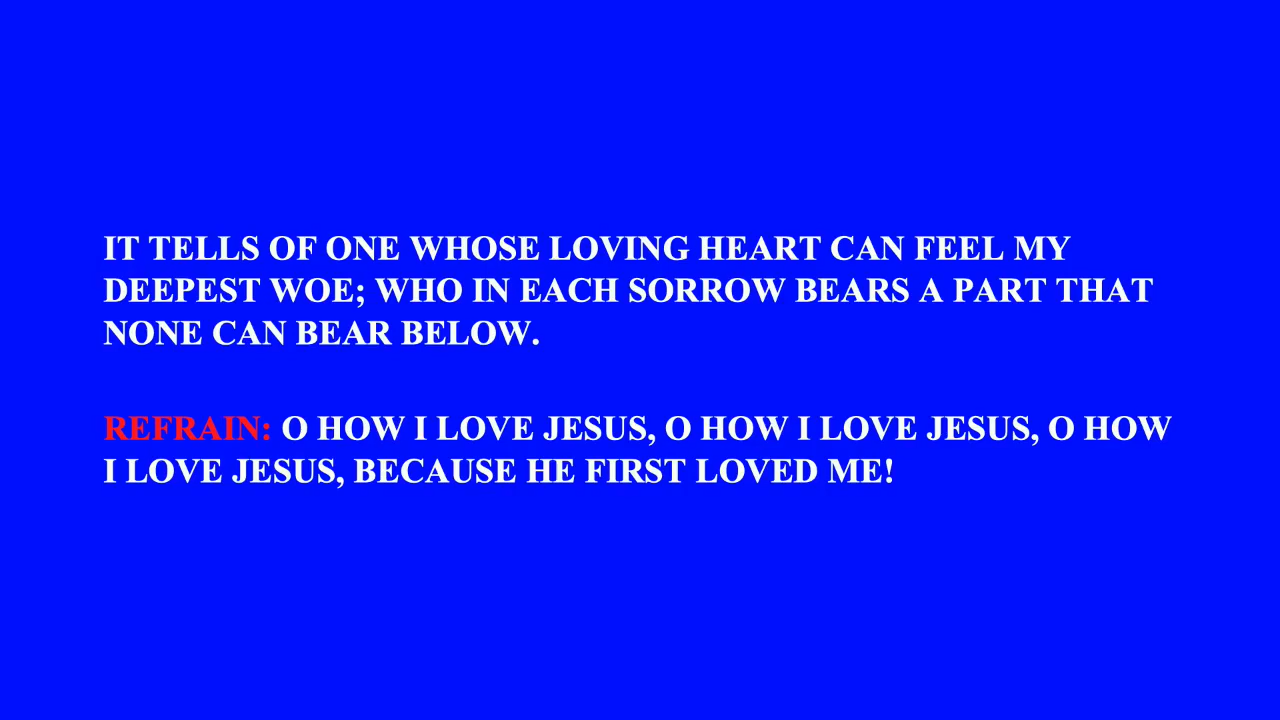 IT TELLS OF ONE WHOSE LOVING HEART CAN FEEL MY
DEEPEST WOE; WHO IN EACH SORROW BEARS A PART THAT
NONE CAN BEAR BELOW.
REFRAIN: O HOW I LOVE JESUS, O HOW I LOVE JESUS, O HOW
I LOVE JESUS, BECAUSE HE FIRST LOVED ME!